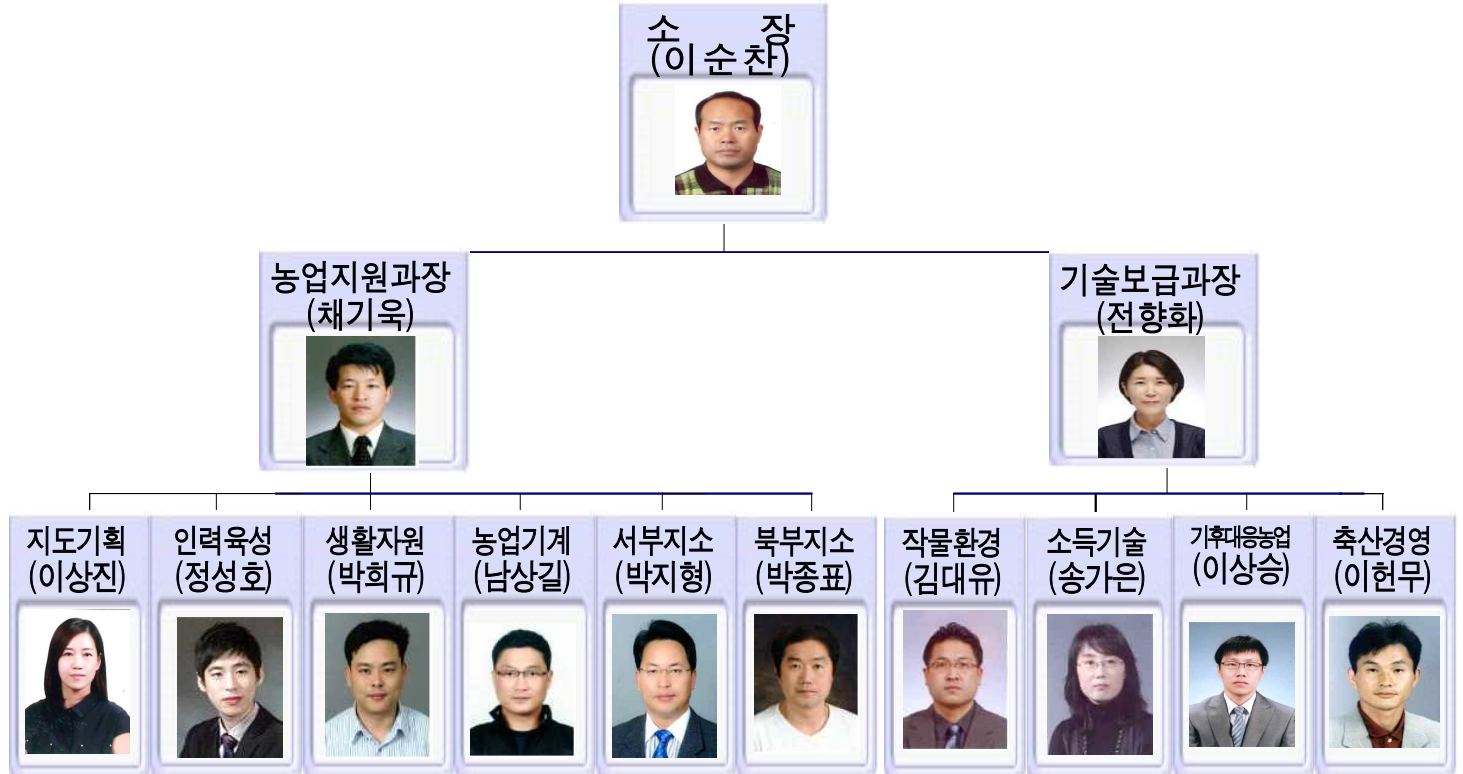 소 장
(이순찬)
농업지원과장
(채기욱)
기술보급과장
(전향화)
지도기획
(이상진)
인력육성
(정성호)
생활자원
(박희규)
농업기계
(남상길)
서부지소
(박지형)
북부지소
(박종표)
작물환경
(김대유)
소득기술
(송가은)
기후대응농업
(이상승)
축산경영
(이헌무)